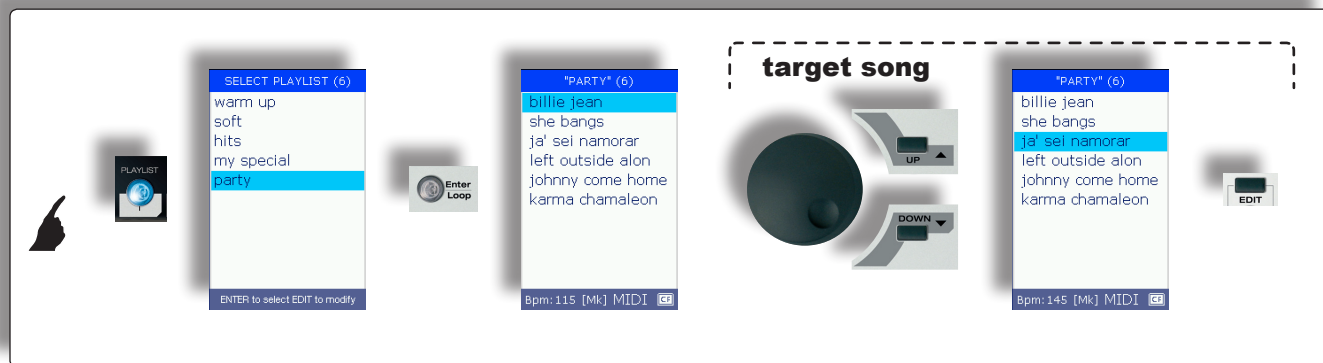 PLAYLIST
SELECT PLAYLIST (6)
warm up
soft
hits
my special
party
ENTER to select EDIT to modify
Enter
Loop
"PARTY" (6)
billie jean
she bangs
ja' sei namorar
left outside alon
johnny come home
karma chamaleon
Bpm:115 [Mk] MIDI CF
target song
UP
DOWN
"PARTY" (6)
billie jean
she bangs
ja' sei namorar
left outside alon
johnny come home
karma chamaleon
Bpm:145 [Mk] MIDI CF
EDIT